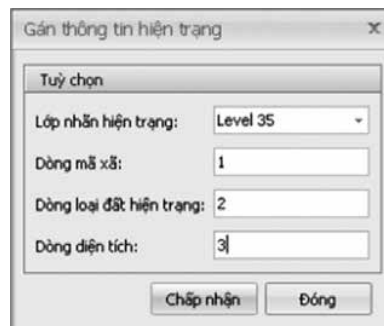 Gán thông tin hiện trạng x
Tuỳ chọn
Lớp nhãn hiện trạng: Level 35
Dòng mã xã: 1
Dòng loại đất hiện trạng: 2
Dòng diện tích: 3
Chấp nhận Đóng